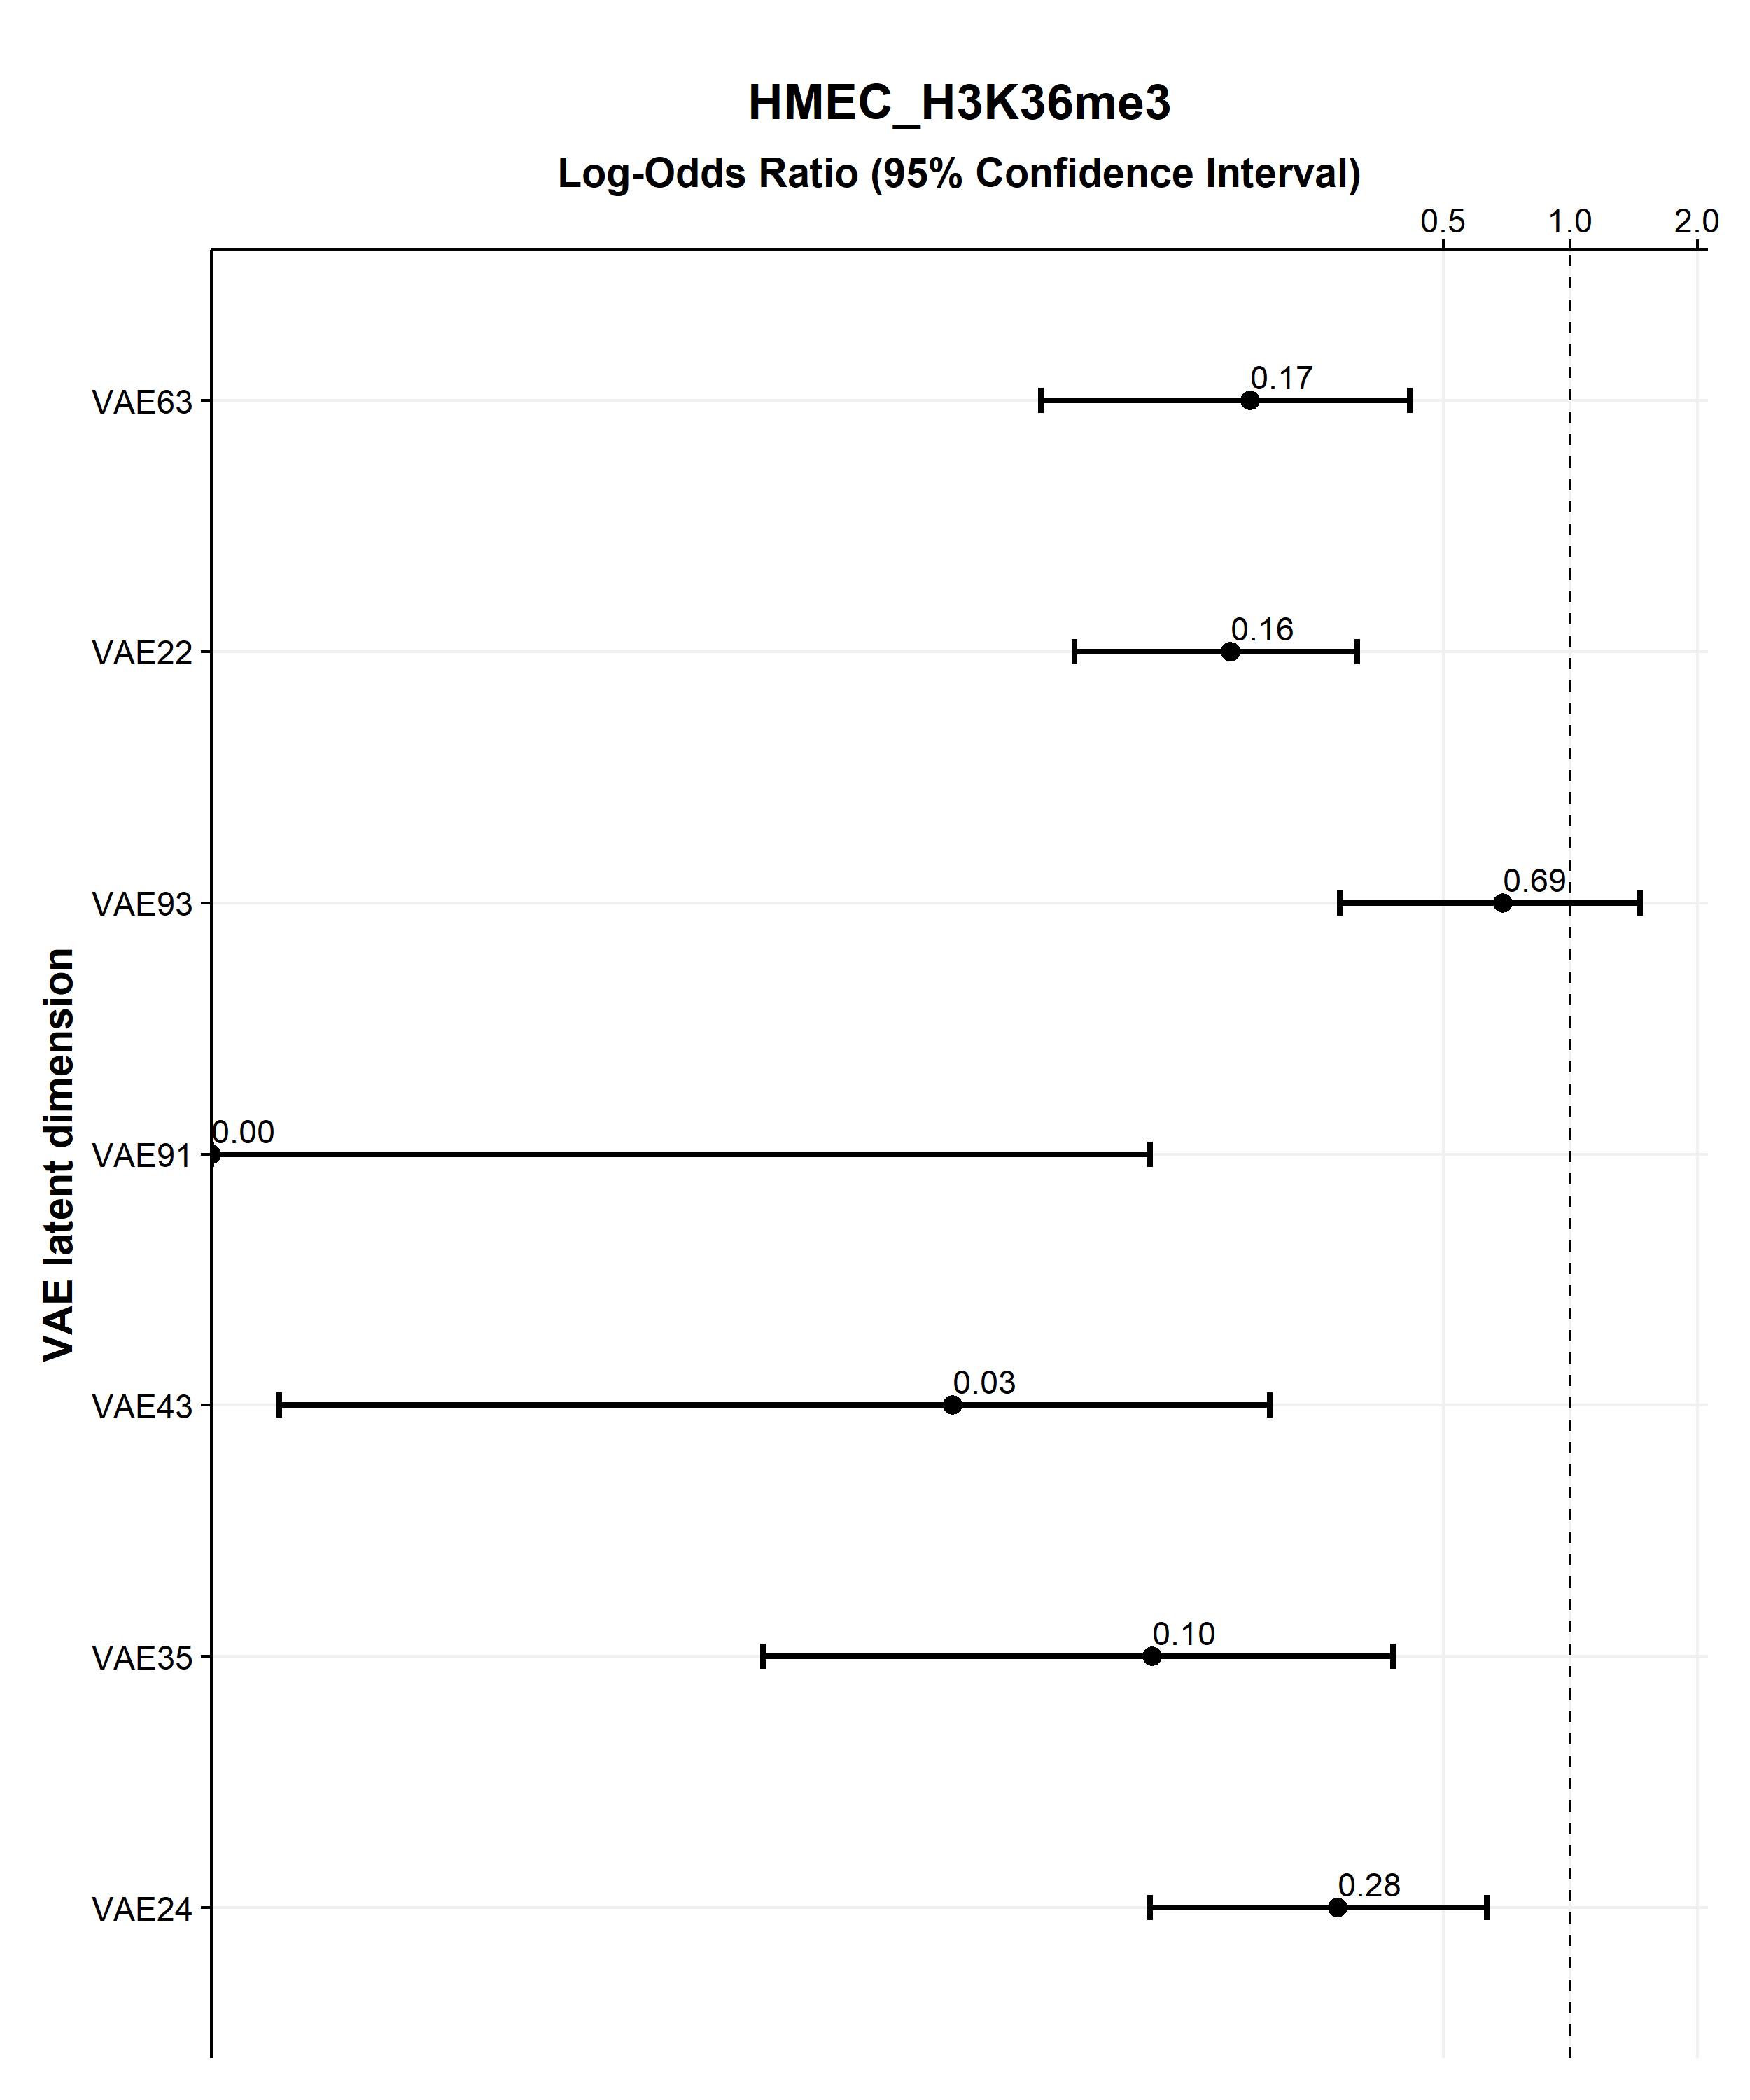 HMEC_H3K36me3
Log-Odds Ratio (95% Confidence Interval)
0.5 1.0 2.0
VAE63 0.17
VAE22 0.16
VAE93 0.69
VAE91 0.00
VAE43 0.03
VAE35 0.10
VAE24 0.28
VAE latent dimension